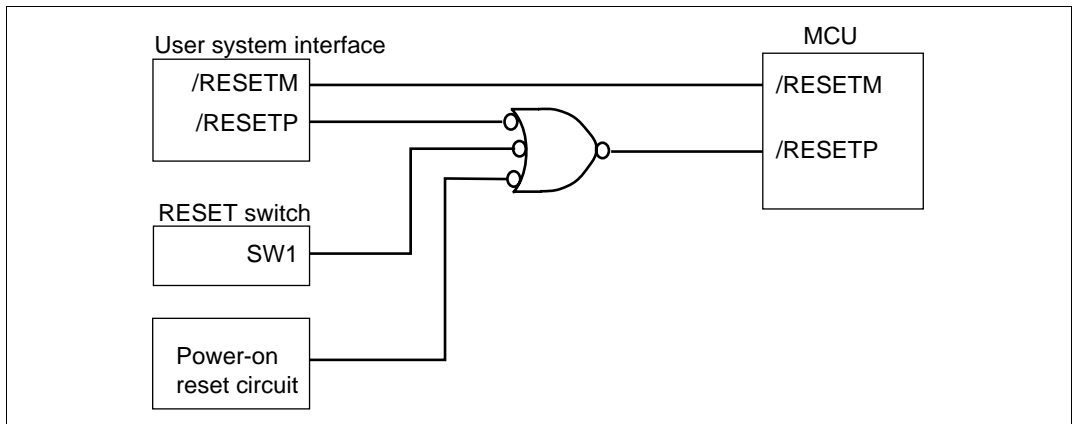 User system interface
/RESETM
/RESETP
RESET switch
SW1
Power-on
reset circuit
MCU
/RESETM
/RESETP